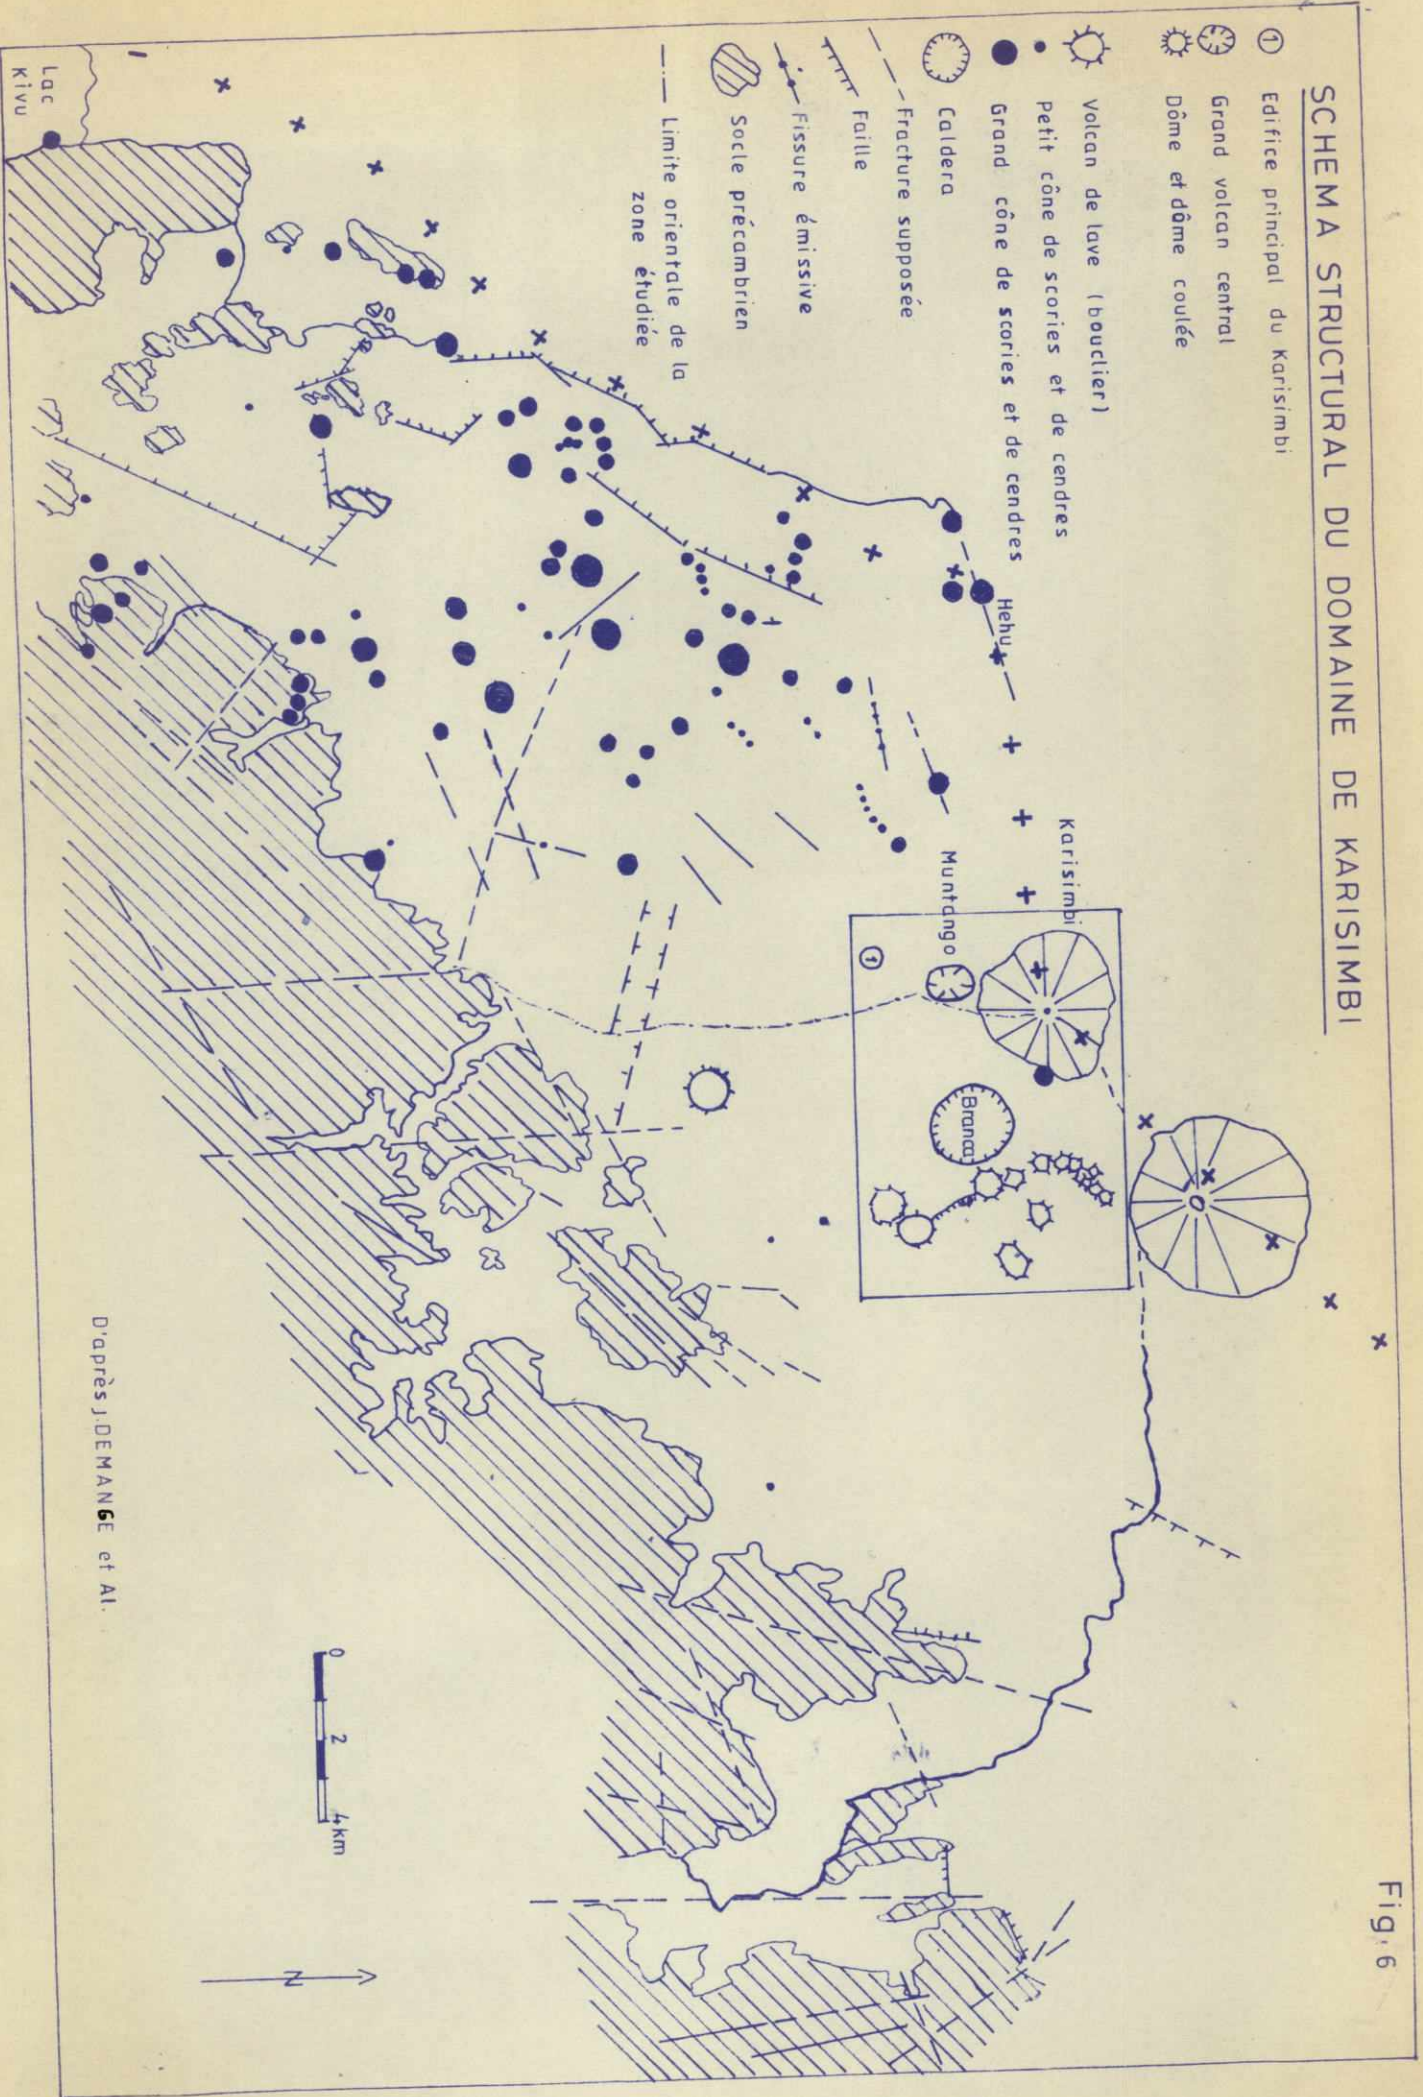 Fig.6
SCHEMA STRUCTURAL DU DOMAINE DE KARISIMBI
1 Edifice principal du Karisimbi
Grand volcan central
Dôme et dôme coulée
Volcan de lave (bouclier)
Petit cône de scories et de cendres
Grand cône de scories et de cendres
Caldera
Fracture supposée
Faille
Fissure émissive
Socle précambrien
Limite orientale de la
zone étudiée
Hehu
Karisimbi
Muntango
1
Branca
Lac
Kivu
0 2 4km
N
D'après J.DEMANGE et Al.